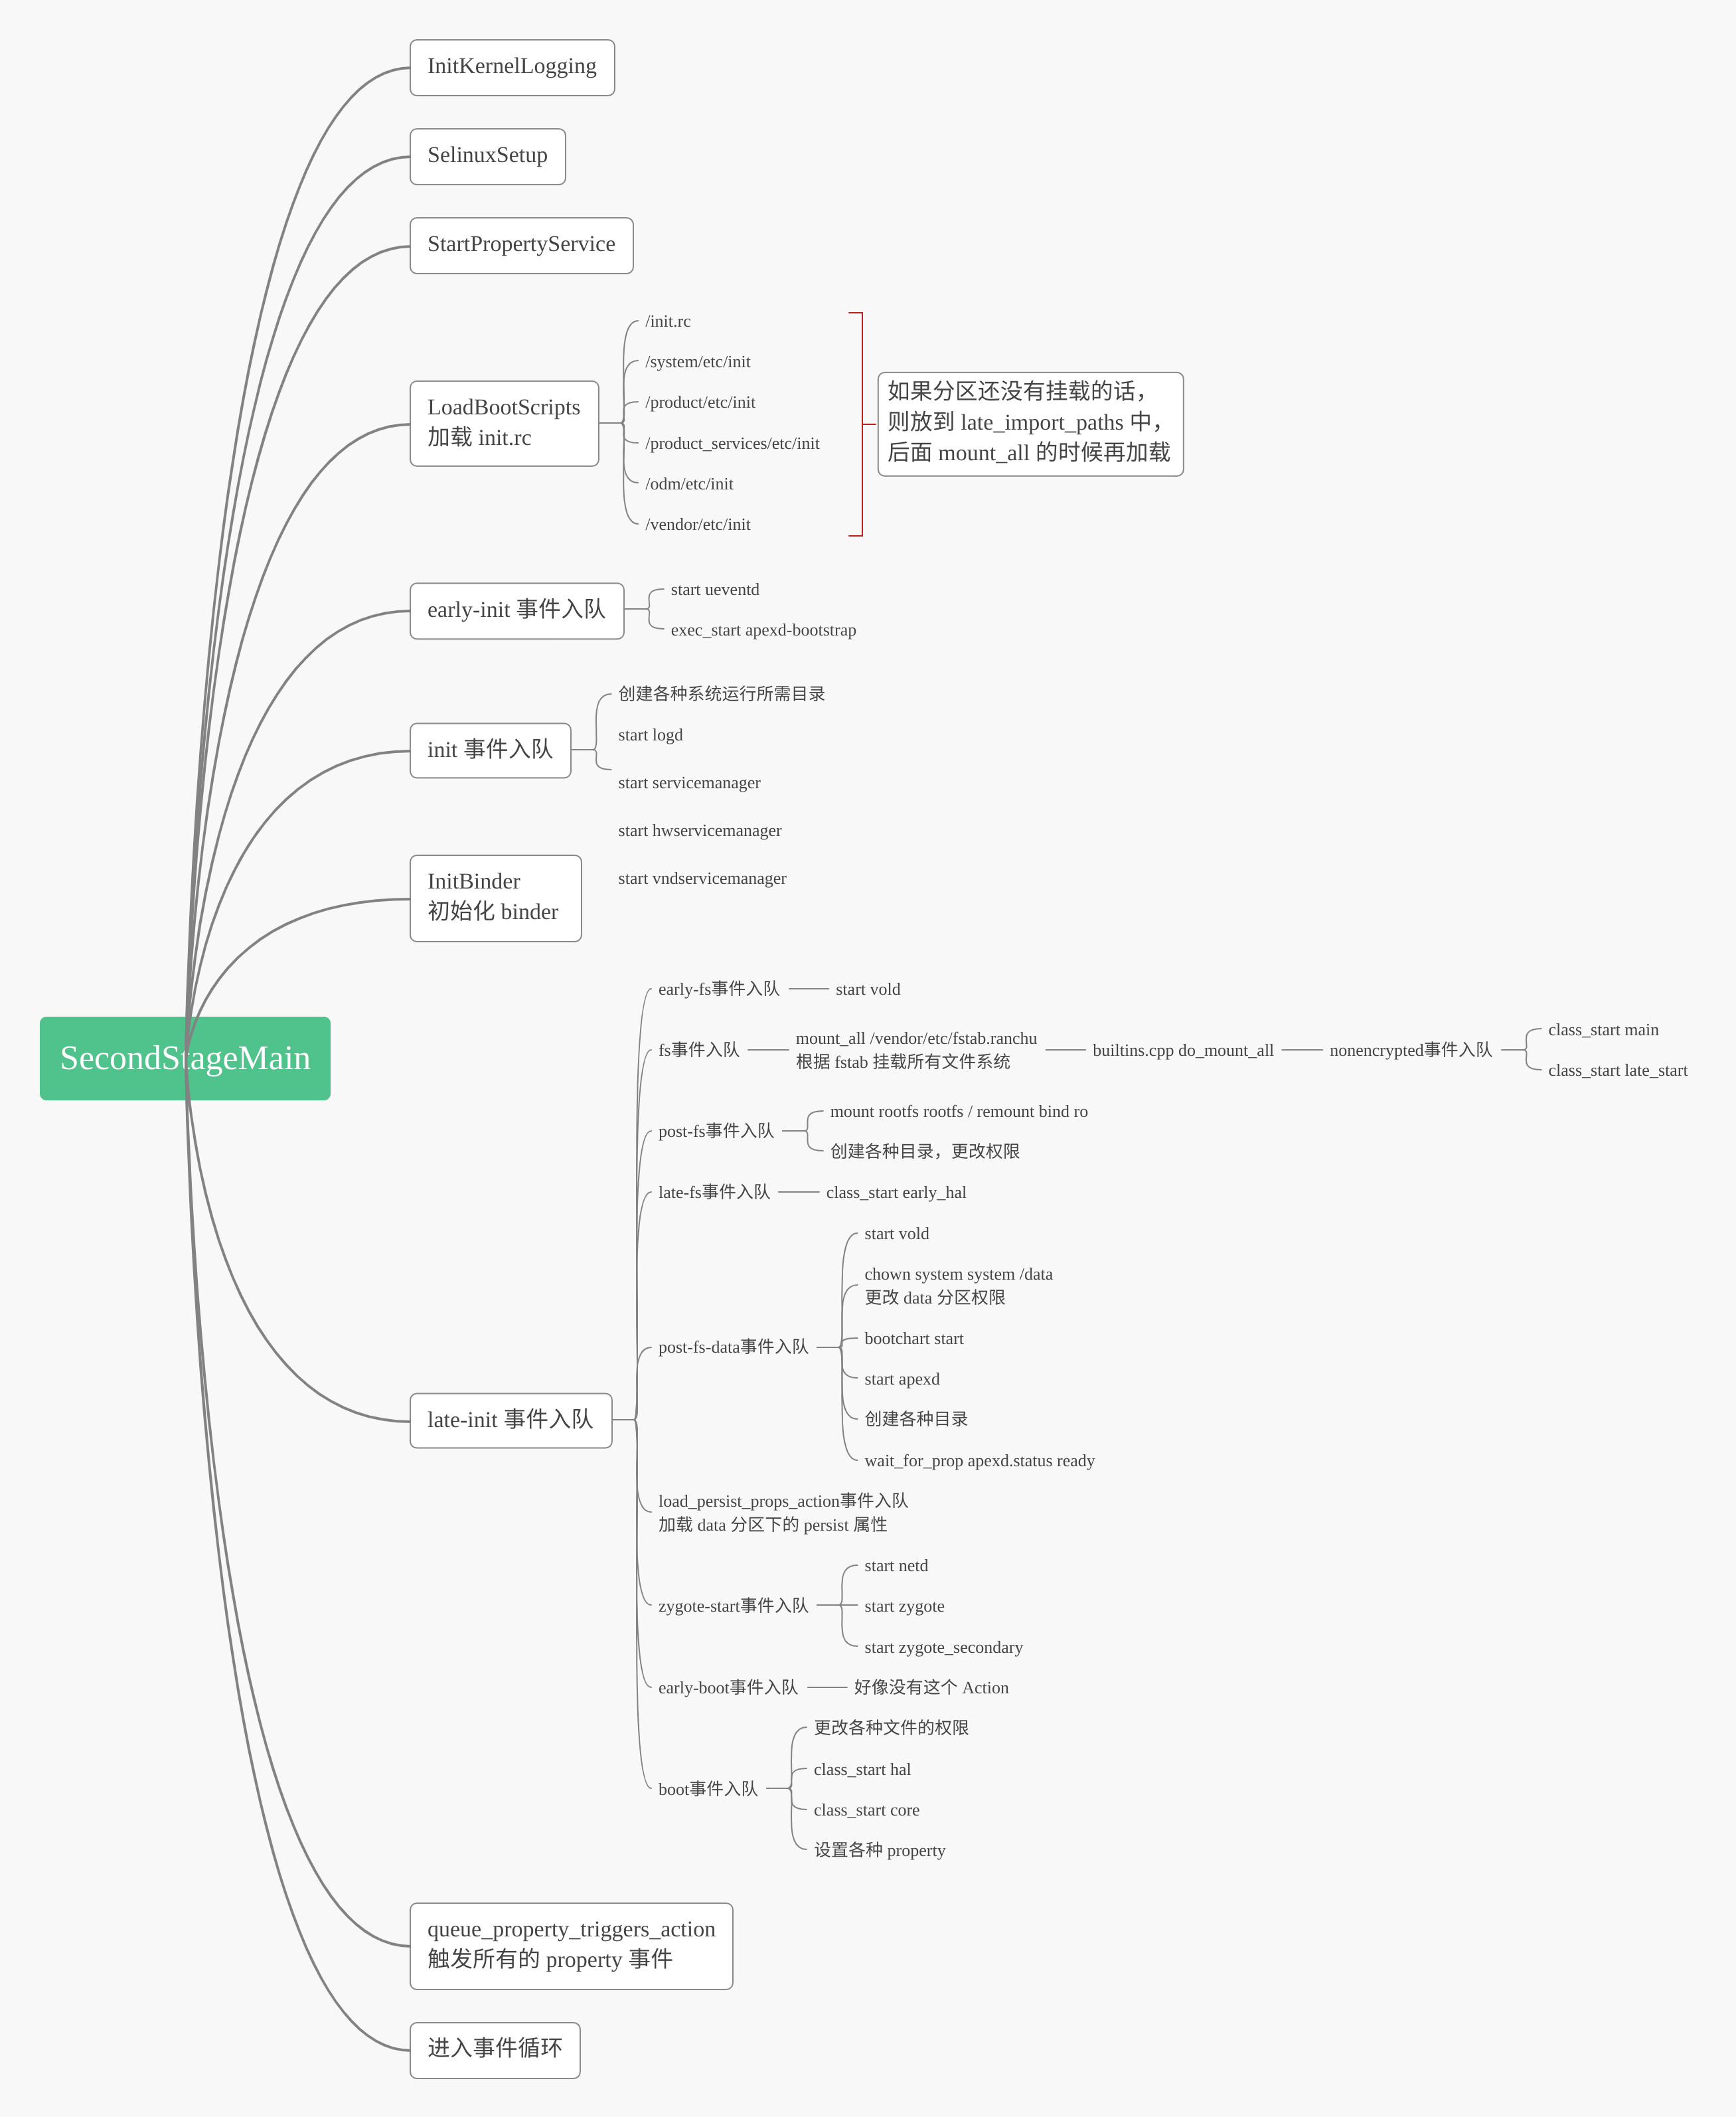 InitKernelLogging
SelinuxSetup
StartPropertyService
LoadBootScripts
加载 init.rc
/init.rc
/system/etc/init
/product/etc/init
/product_services/etc/init
/odm/etc/init
/vendor/etc/init
如果分区还没有挂载的话，
则放到 late_import_paths 中，
后面 mount_all 的时候再加载
early-init 事件入队
start ueventd
exec_start apexd-bootstrap
init 事件入队
创建各种系统运行所需目录
start logd
start servicemanager
start hwservicemanager
start vndservicemanager
InitBinder
初始化 binder
SecondStageMain
late-init 事件入队
early-fs事件入队
start vold
fs事件入队
mount_all /vendor/etc/fstab.ranchu
根据 fstab 挂载所有文件系统
builtins.cpp do_mount_all
nonencrypted事件入队
class_start main
class_start late_start
post-fs事件入队
mount rootfs rootfs / remount bind ro
创建各种目录，更改权限
late-fs事件入队
class_start early_hal
post-fs-data事件入队
start vold
chown system system /data
更改 data 分区权限
bootchart start
start apexd
创建各种目录
wait_for_prop apexd.status ready
load_persist_props_action事件入队
加载 data 分区下的 persist 属性
zygote-start事件入队
start netd
start zygote
start zygote_secondary
early-boot事件入队
好像没有这个 Action
boot事件入队
更改各种文件的权限
class_start hal
class_start core
设置各种 property
queue_property_triggers_action
触发所有的 property 事件
进入事件循环